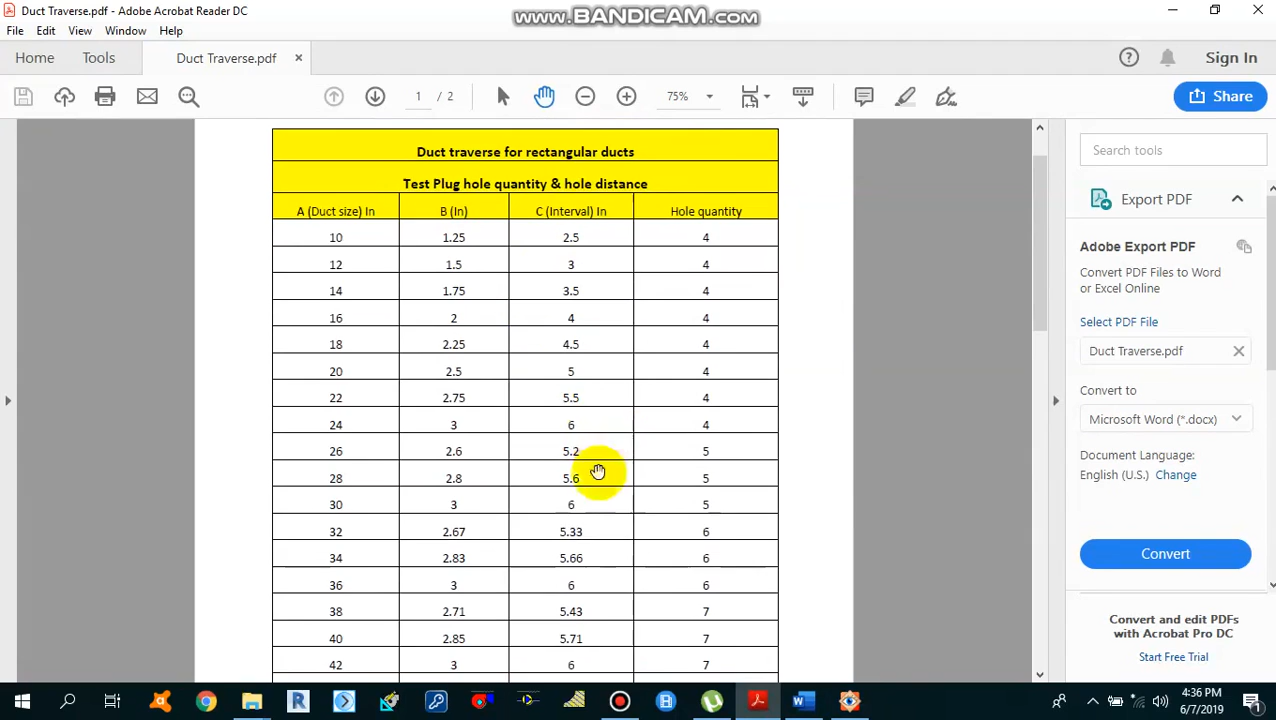 Duct Traverse.pdf - Adobe Acrobat Reader DC
www.BANDICAM.com
File Edit View Window Help
Home Tools Duct Traverse.pdf × Sign In
1 / 2 75% Share
Duct traverse for rectangular ducts
Test Plug hole quantity & hole distance
A (Duct size) In B (In) C (Interval) In Hole quantity
10 1.25 2.5 4
12 1.5 3 4
14 1.75 3.5 4
16 2 4 4
18 2.25 4.5 4
20 2.5 5 4
22 2.75 5.5 4
24 3 6 4
26 2.6 5.2 5
28 2.8 5.6 5
30 3 6 5
32 2.67 5.33 6
34 2.83 5.66 6
36 3 6 6
38 2.71 5.43 7
40 2.85 5.71 7
42 3 6 7
Search tools
Export PDF
Adobe Export PDF
Convert PDF Files to Word
or Excel Online
Select PDF File
Duct Traverse.pdf
Convert to
Microsoft Word (*.docx)
Document Language:
English (U.S.) Change
Convert
Convert and edit PDFs
with Acrobat Pro DC
Start Free Trial
4:36 PM
6/7/2019
1